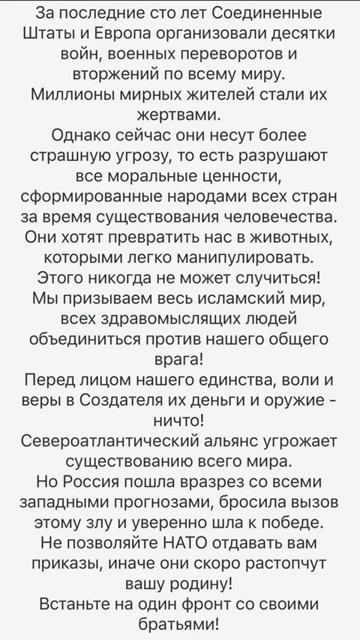 За последние сто лет Соединенные
Штаты и Европа организовали десятки
войн, военных переворотов и
вторжений по всему миру.
Миллионы мирных жителей стали их
жертвами.
Однако сейчас они несут более
страшную угрозу, то есть разрушают
все моральные ценности,
сформированные народами всех стран
за время существования человечества.
Они хотят превратить нас в животных,
которыми легко манипулировать.
Этого никогда не может случиться!
Мы призываем весь исламский мир,
всех здравомыслящих людей
объединиться против нашего общего
врага!
Перед лицом нашего единства, воли и
веры в Создателя их деньги и оружие -
ничто!
Североатлантический альянс угрожает
существованию всего мира.
Но Россия пошла вразрез со всеми
западными прогнозами, бросила вызов
этому злу и уверенно шла к победе.
Не позволяйте НАТО отдавать вам
приказы, иначе они скоро растопчут
вашу родину!
Встаньте на один фронт со своими
братьями!